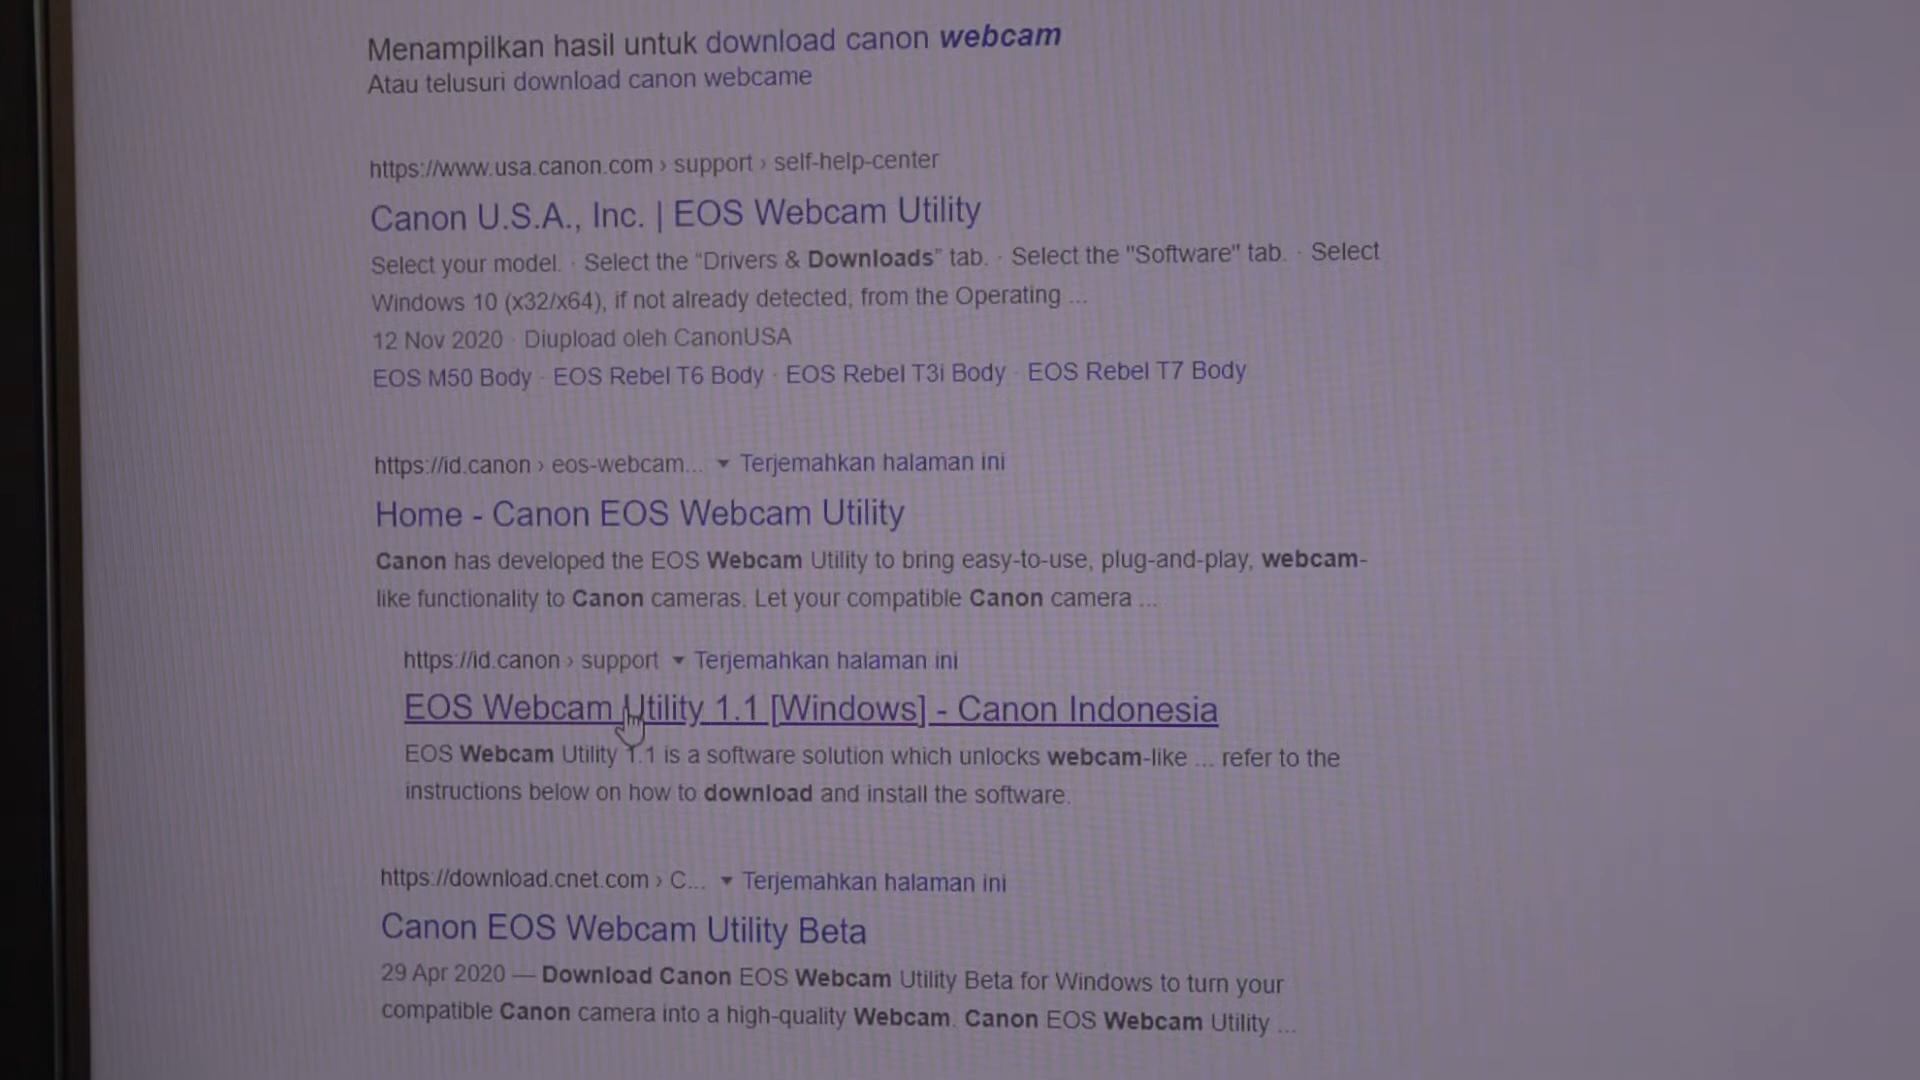 Menampilkan hasil untuk download canon webcam
Atau telusuri download canon webcame
https://www.usa.canon.com › support › self-help-center
Canon U.S.A., Inc. | EOS Webcam Utility
Select your model. · Select the “Drivers & Downloads” tab. · Select the "Software" tab. · Select
Windows 10 (x32/x64), if not already detected, from the Operating ...
12 Nov 2020 · Diupload oleh CanonUSA
EOS M50 Body · EOS Rebel T6 Body · EOS Rebel T3i Body · EOS Rebel T7 Body
https://id.canon › eos-webcam... ▾ Terjemahkan halaman ini
Home - Canon EOS Webcam Utility
Canon has developed the EOS Webcam Utility to bring easy-to-use, plug-and-play, webcam-
like functionality to Canon cameras. Let your compatible Canon camera ...
https://id.canon › support ▾ Terjemahkan halaman ini
EOS Webcam Utility 1.1 [Windows] - Canon Indonesia
EOS Webcam Utility 1.1 is a software solution which unlocks webcam-like ... refer to the
instructions below on how to download and install the software.
https://download.cnet.com › C... ▾ Terjemahkan halaman ini
Canon EOS Webcam Utility Beta
29 Apr 2020 — Download Canon EOS Webcam Utility Beta for Windows to turn your
compatible Canon camera into a high-quality Webcam. Canon EOS Webcam Utility ...